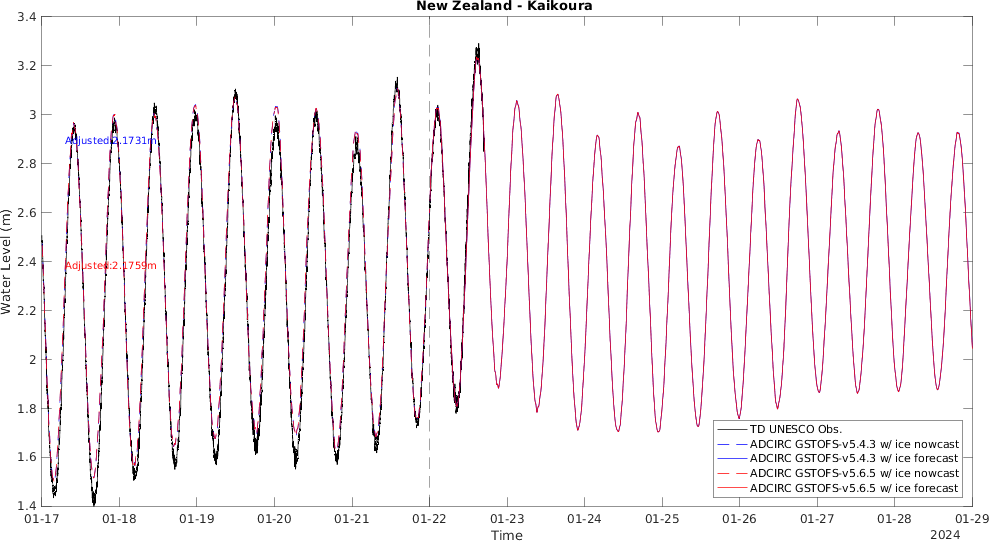 New Zealand - Kaikoura
3.4
3.2
3
2.8
2.6
2.4
2.2
2
1.8
1.6
1.4
Water Level (m)
Adjusted:2.1731m
Adjusted:2.1759m
TD UNESCO Obs.
ADCIRC GSTOFS-v5.4.3 w/ ice nowcast
ADCIRC GSTOFS-v5.4.3 w/ ice forecast
ADCIRC GSTOFS-v5.6.5 w/ ice nowcast
ADCIRC GSTOFS-v5.6.5 w/ ice forecast
01-17 01-18 01-19 01-20 01-21 01-22 01-23 01-24 01-25 01-26 01-27 01-28 01-29
Time
2024